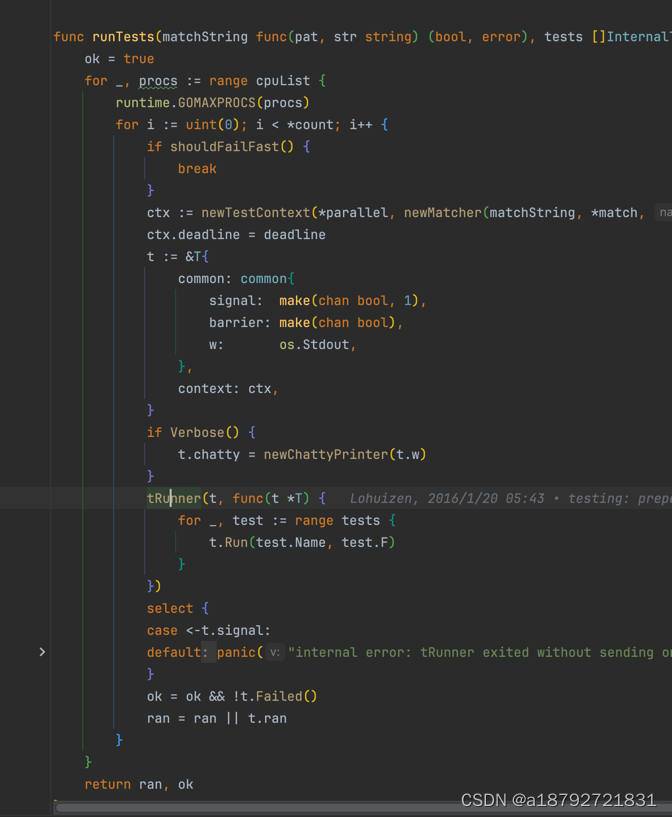 func runTests(matchString func(pat, str string) (bool, error), tests []Internal
    ok = true
    for _, procs := range cpuList {
        runtime.GOMAXPROCS(procs)
        for i := uint(0); i < *count; i++ {
            if shouldFailFast() {
                break
            }
            ctx := newTestContext(*parallel, newMatcher(matchString, *match, na
            ctx.deadline = deadline
            t := &T{
                common: common{
                    signal:  make(chan bool, 1),
                    barrier: make(chan bool),
                    w:       os.Stdout,
                },
                context: ctx,
            }
            if Verbose() {
                t.chatty = newChattyPrinter(t.w)
            }
            tRunner(t, func(t *T) {   Lohuizen, 2016/1/20 05:43 • testing: prep
                for _, test := range tests {
                    t.Run(test.Name, test.F)
                }
            })
            select {
            case <-t.signal:
            default: panic( v: "internal error: tRunner exited without sending on
            }
            ok = ok && !t.Failed()
            ran = ran || t.ran
        }
    }
    return ran, ok
CSDN @a18792721831